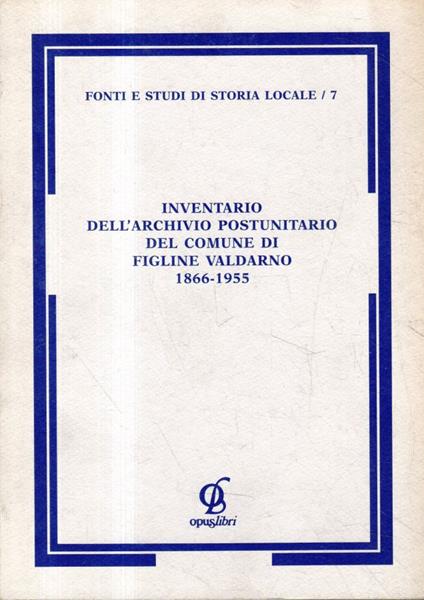 FONTI E STUDI DI STORIA LOCALE / 7
INVENTARIO
DELL'ARCHIVIO POSTUNITARIO
DEL COMUNE DI
FIGLINE VALDARNO
1866-1955
opuslibri